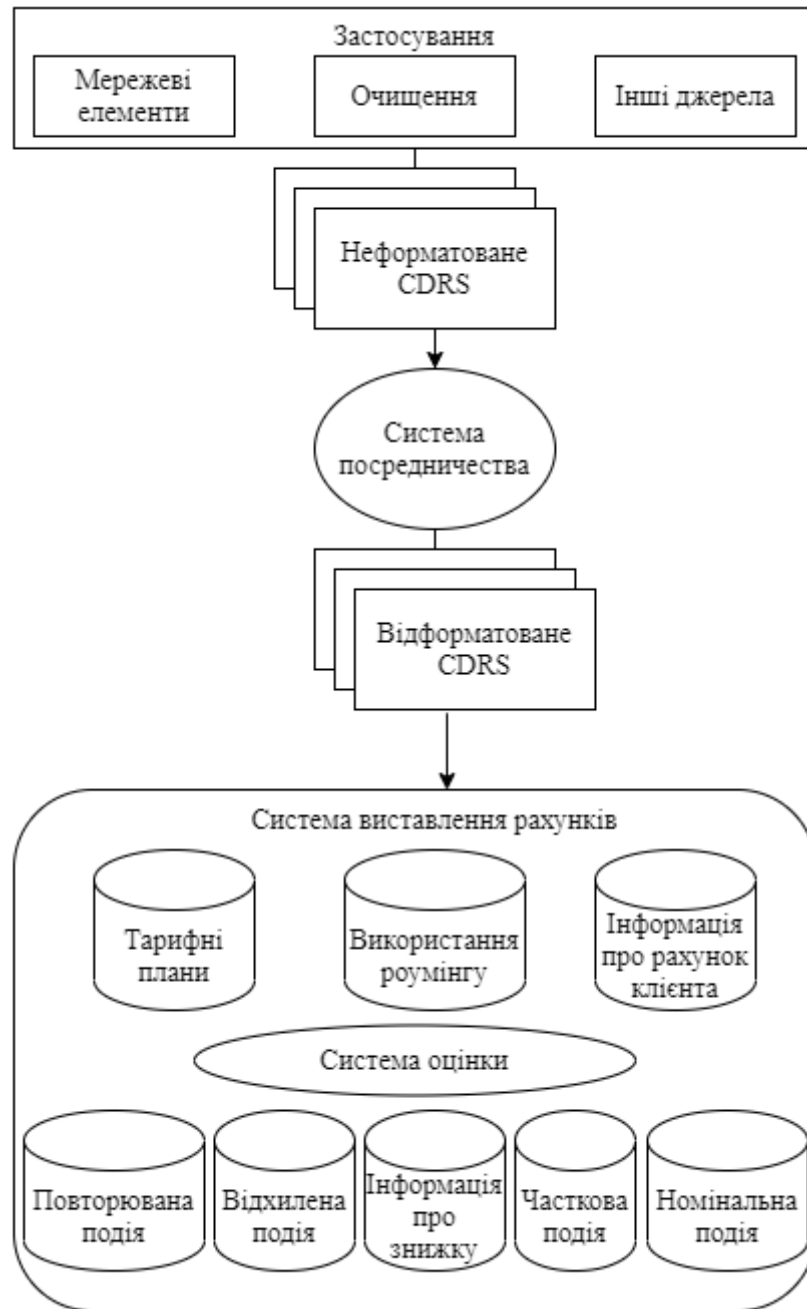 Застосування
Мережеві
елементи
Очищення
Інші джерела
Неформатоване
CDRS
Система
посредничества
Відформатоване
CDRS
Система виставлення рахунків
Тарифні
плани
Використання
роумінгу
Інформація
про рахунок
клієнта
Система оцінки
Повторювана
подія
Відхилена
подія
Інформація
про
знижку
Часткова
подія
Номінальна
подія